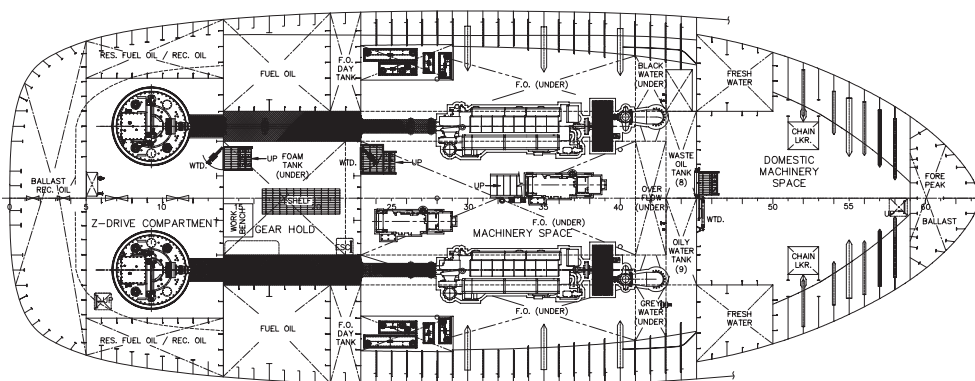 RES. FUEL OIL / REC. OIL
FUEL OIL
F.O.
DAY
TANK
F.O. (UNDER)
BLACK
WATER
(UNDER)
FRESH
WATER
WTD.
UP
FOAM
TANK
(UNDER)
WTD.
UP
UP
WASTE
OIL
TANK
(8)
CHAIN
LKR.
DOMESTIC
MACHINERY
SPACE
FORE
PEAK
BALLAST
REC. OIL
SHELF
OVER
FLOW
(UNDER)
WTD.
UP
0
5
10
25
30
35
40
50
55
60
BALLAST
Z-DRIVE COMPARTMENT
WORK
BENCH
GEAR HOLD
F.O. (UNDER)
MACHINERY SPACE
OILY
WATER
TANK
(9)
CHAIN
LKR.
UP
RES. FUEL OIL / REC. OIL
FUEL OIL
F.O.
DAY
TANK
F.O. (UNDER)
GREY
WATER
(UNDER)
FRESH
WATER